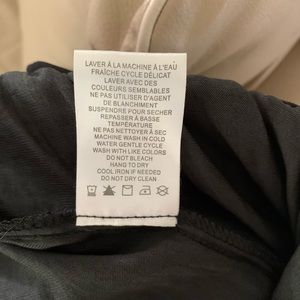 LAVER À LA MACHINE À L'EAU
FRAÎCHE CYCLE DÉLICAT
LAVER AVEC DES
COULEURS SEMBLABLES
NE PAS UTILISER D'AGENT
DE BLANCHIMENT
SUSPENDRE POUR SECHER
REPASSER À BASSE
TEMPÉRATURE
NE PAS NETTOYER À SEC
MACHINE WASH IN COLD
WATER GENTLE CYCLE
WASH WITH LIKE COLORS
DO NOT BLEACH
HANG TO DRY
COOL IRON IF NEEDED
DO NOT DRY CLEAN